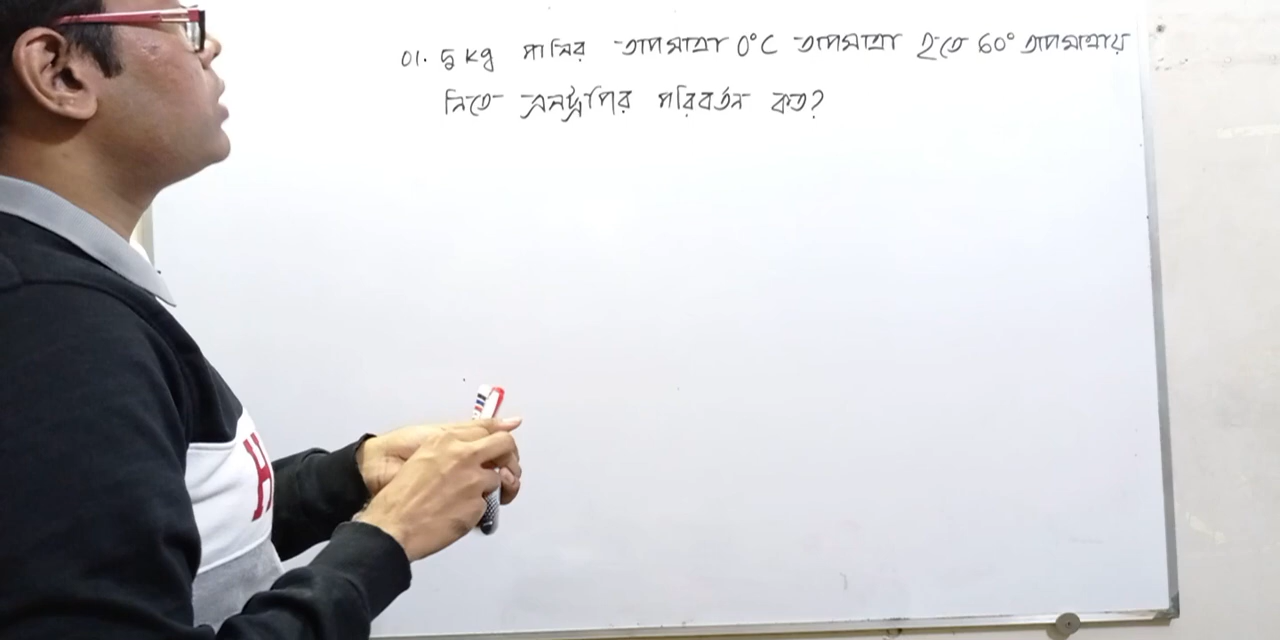 01. 5 kg পানির তাপমাত্রা 0°C তাপমাত্রা হতে 60° তাপমাত্রায়
নিতে এনট্রপির পরিবর্তন কত?
H